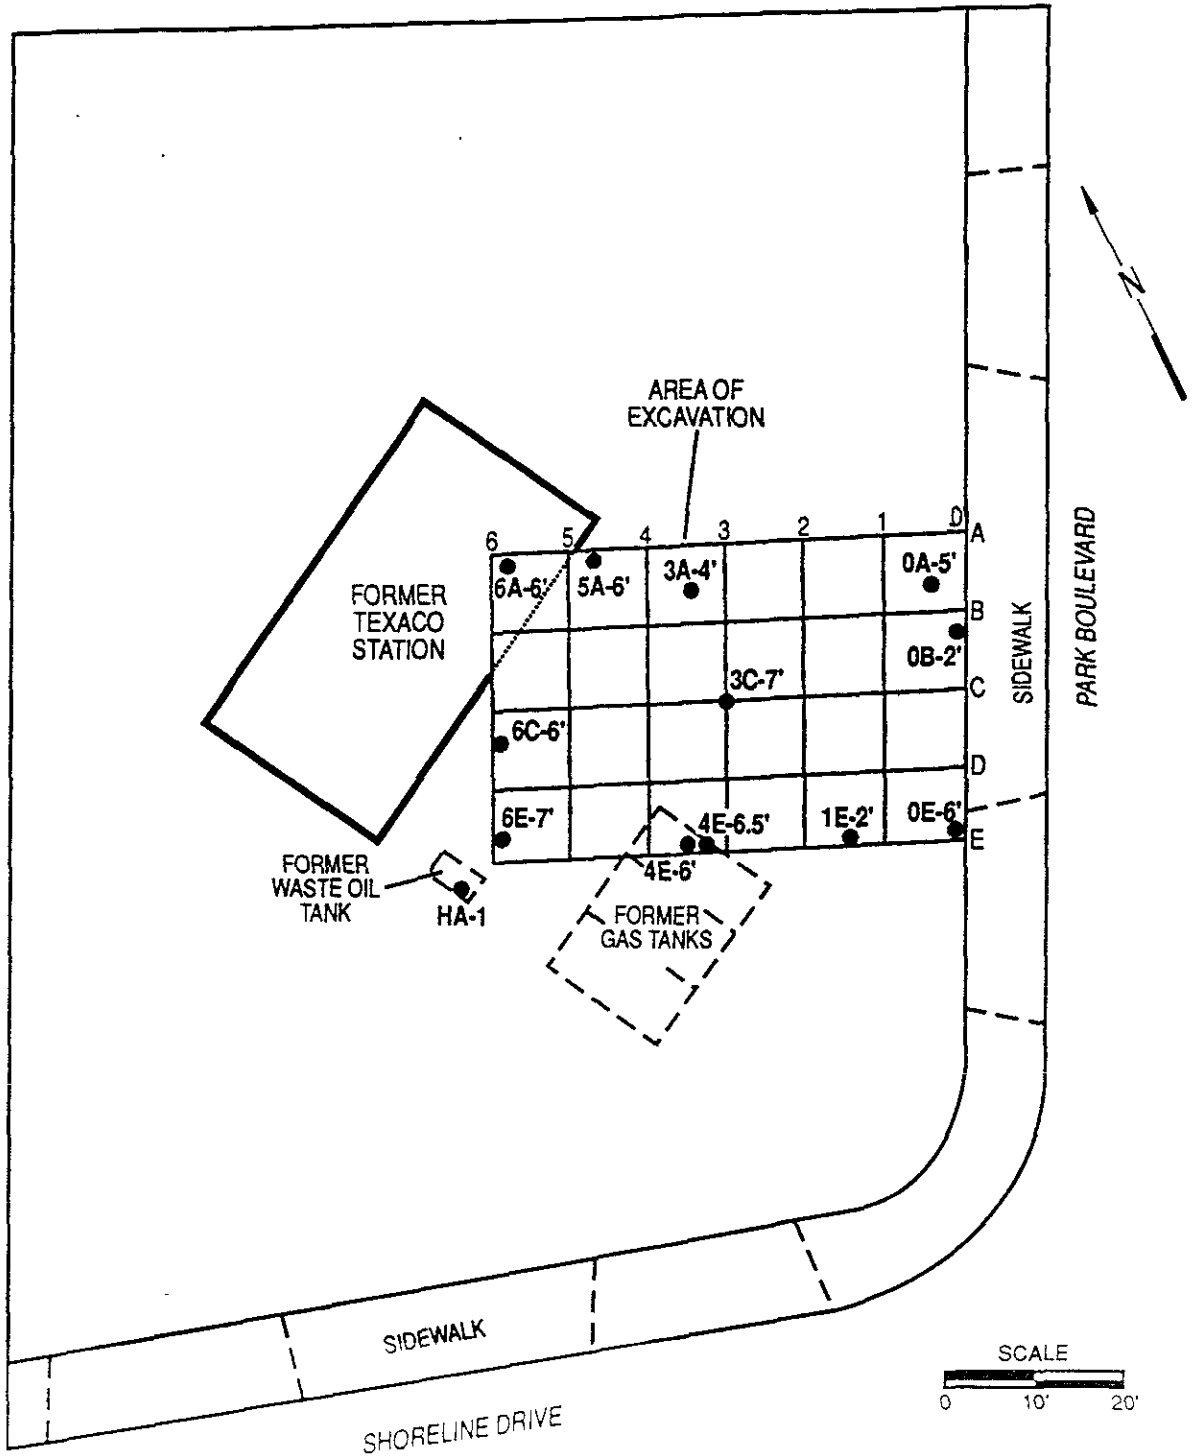 N
AREA OF
EXCAVATION
6 5 4 3 2 1 D
A
6A-6' 5A-6' 3A-4' 0A-5'
FORMER
TEXACO
STATION
B
0B-2'
SIDEWALK
PARK BOULEVARD
3C-7'
C
6C-6'
D
6E-7' 4E-6.5' 1E-2' 0E-6'
E
4E-6'
FORMER
WASTE OIL
TANK
HA-1
FORMER
GAS TANKS
SIDEWALK
SHORELINE DRIVE
SCALE
0 10' 20'